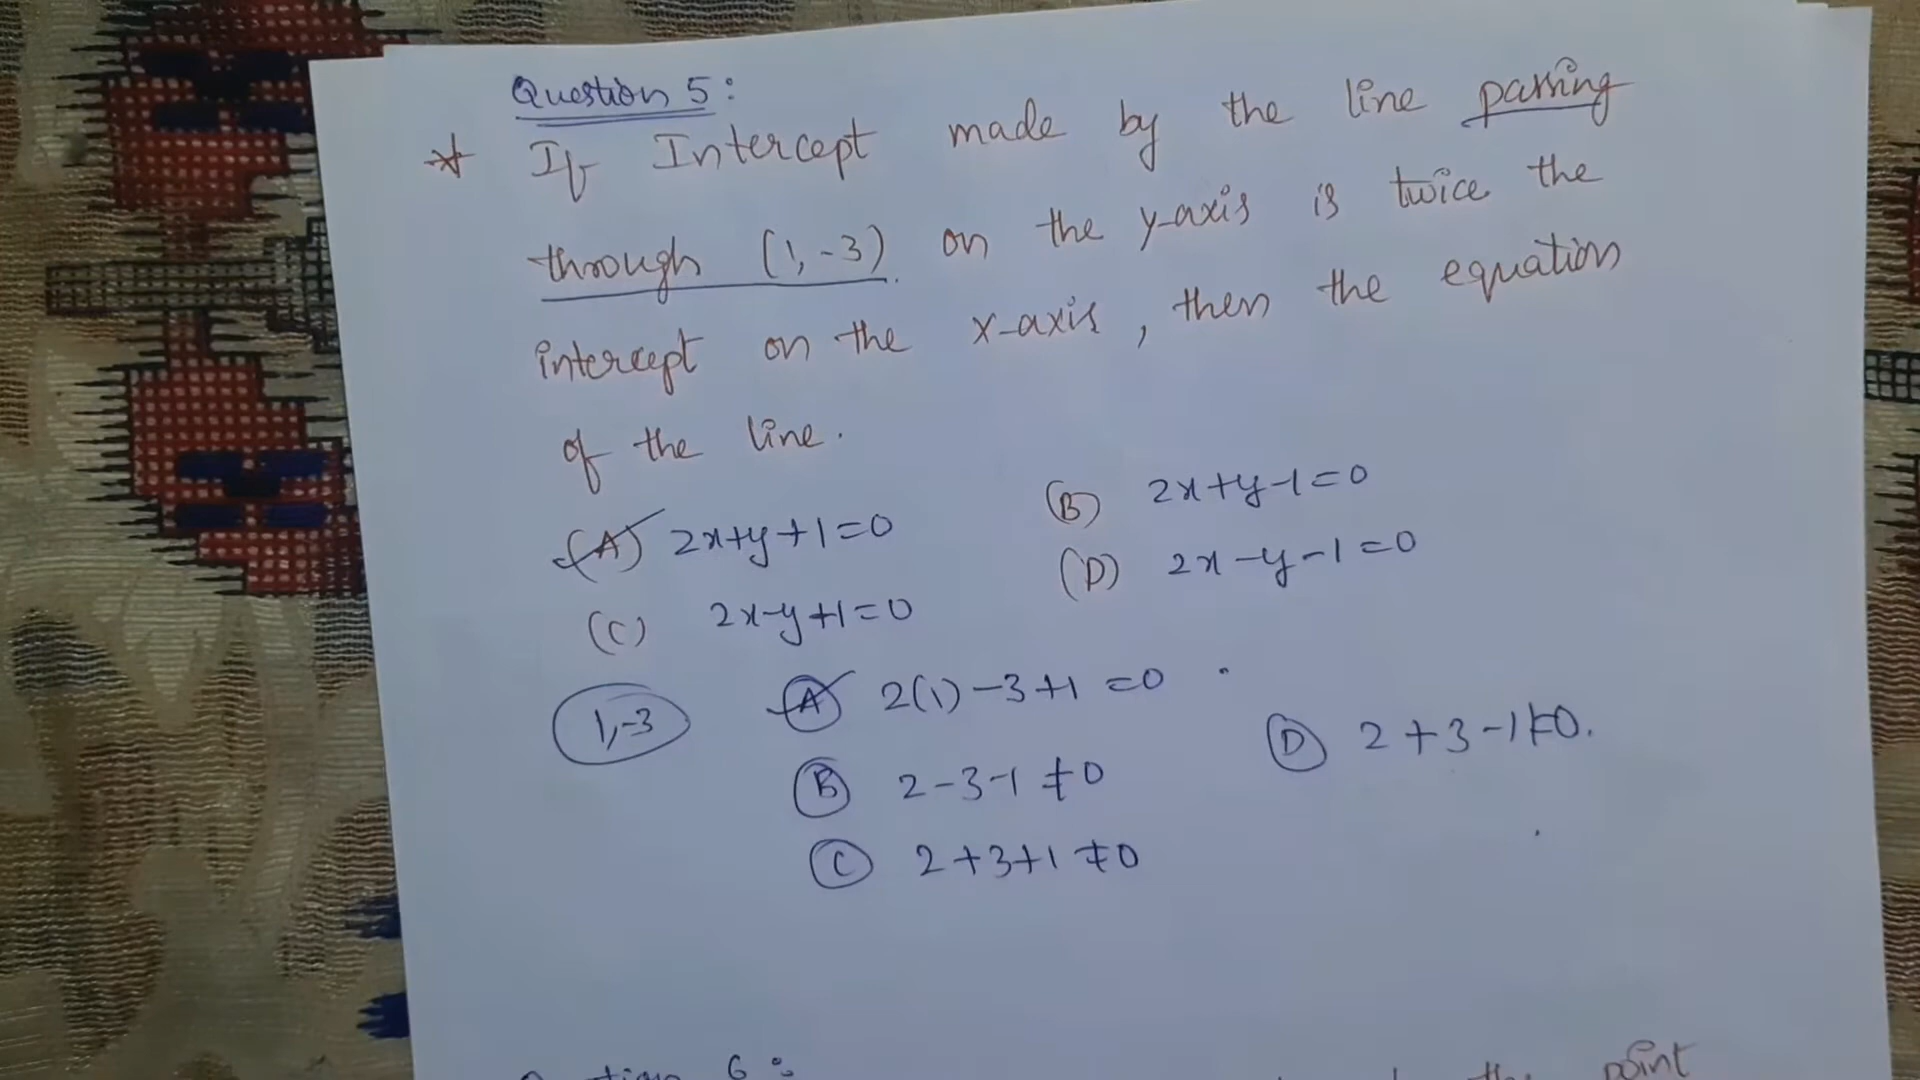 Question 5:
* If Intercept made by the line passing
through (1,-3) on the y-axis is twice the
intercept on the x-axis, then the equation
of the line.
(A) 2x+y+1=0 (B) 2x+y-1=0
(C) 2x-y+1=0 (D) 2x-y-1=0
1,-3 (A) 2(1)-3+1=0
(B) 2-3-1≠0 (D) 2+3-1≠0.
(C) 2+3+1≠0
6: the point